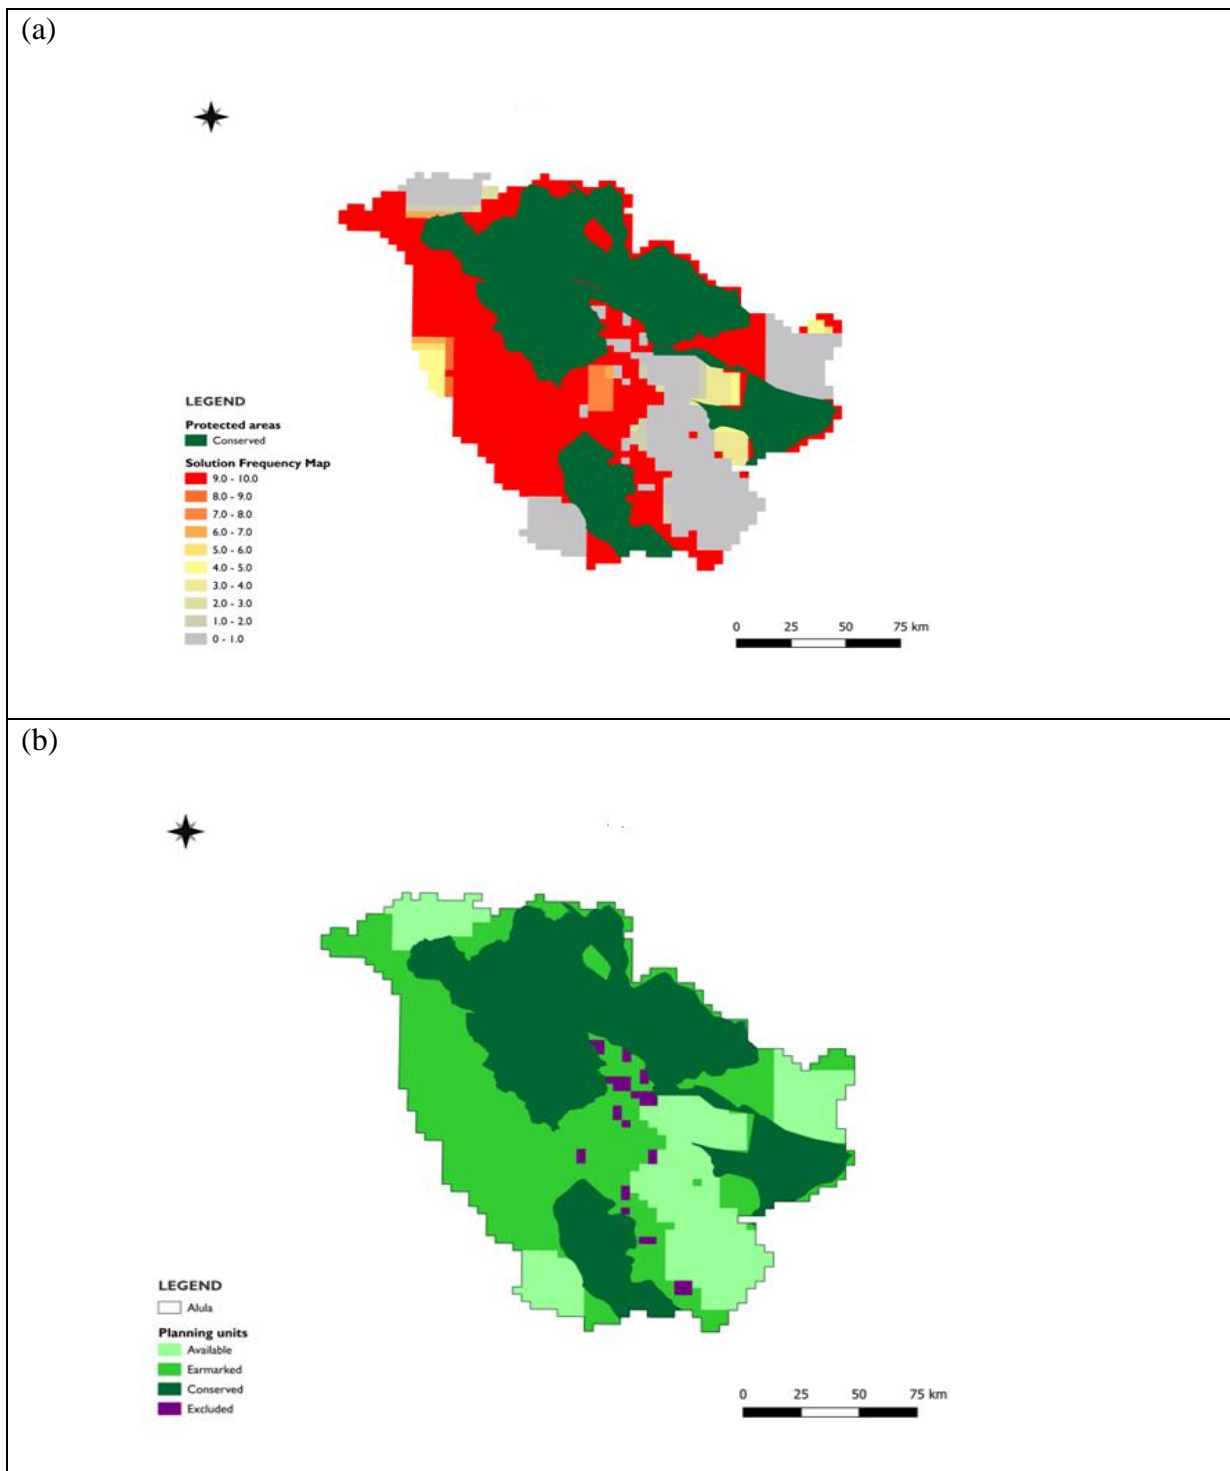 (a)
LEGEND
Protected areas
Conserved
Solution Frequency Map
9.0 - 10.0
8.0 - 9.0
7.0 - 8.0
6.0 - 7.0
5.0 - 6.0
4.0 - 5.0
3.0 - 4.0
2.0 - 3.0
1.0 - 2.0
0 - 1.0
0 25 50 75 km
(b)
LEGEND
Alula
Planning units
Available
Earmarked
Conserved
Excluded
0 25 50 75 km